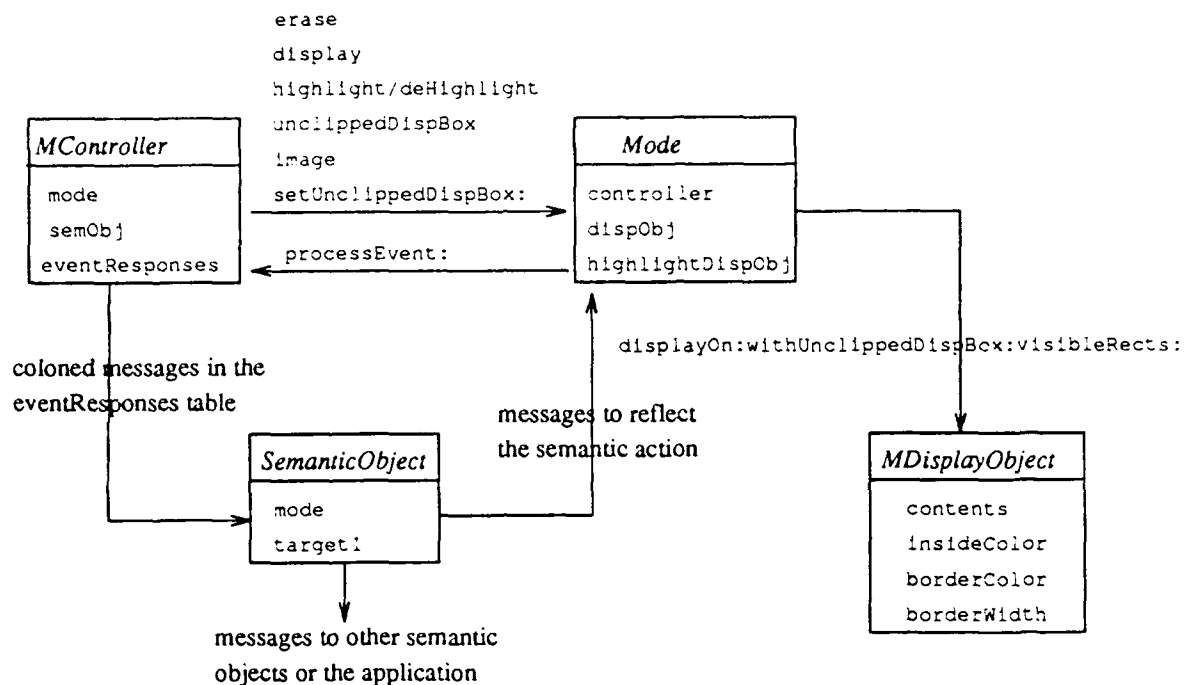 erase
display
highlight/deHighlight
unclippedDispBox
image
setUnclippedDispBox:
processEvent:
MController
mode
semObj
eventResponses
Mode
controller
dispObj
highlightDispObj
displayOn:withUnclippedDispBox:visibleRects:
coloned messages in the
eventResponses table
messages to reflect
the semantic action
SemanticObject
mode
target1
MDisplayObject
contents
insideColor
borderColor
borderWidth
messages to other semantic
objects or the application